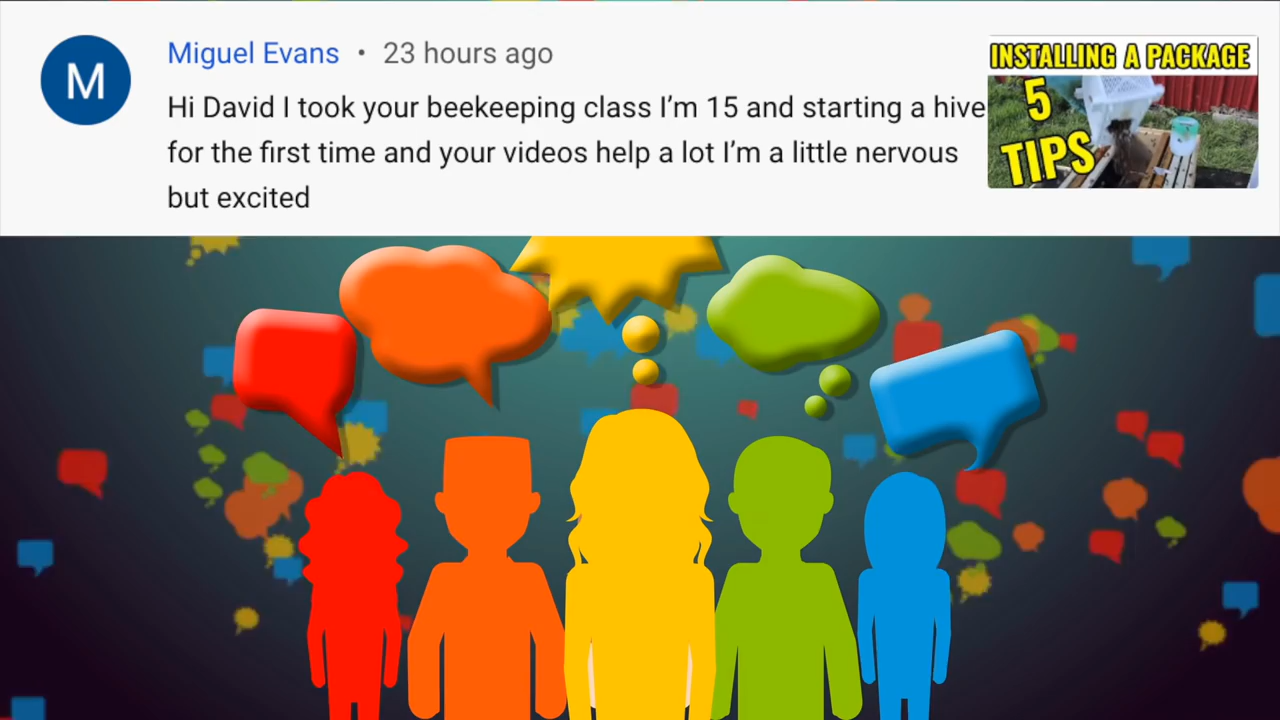 M
Miguel Evans • 23 hours ago
Hi David I took your beekeeping class I’m 15 and starting a hive
for the first time and your videos help a lot I’m a little nervous
but excited
INSTALLING A PACKAGE
5
TIPS